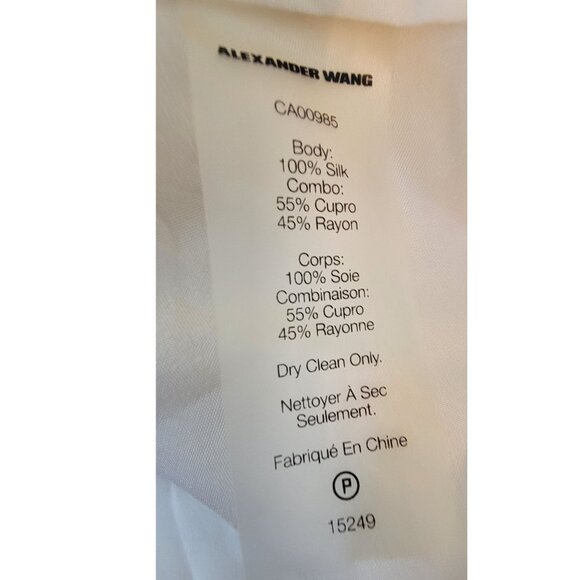 ALEXANDER WANG
CA00985
Body:
100% Silk
Combo:
55% Cupro
45% Rayon
Corps:
100% Soie
Combinaison:
55% Cupro
45% Rayonne
Dry Clean Only.
Nettoyer À Sec
Seulement.
Fabriqué En Chine
P
15249